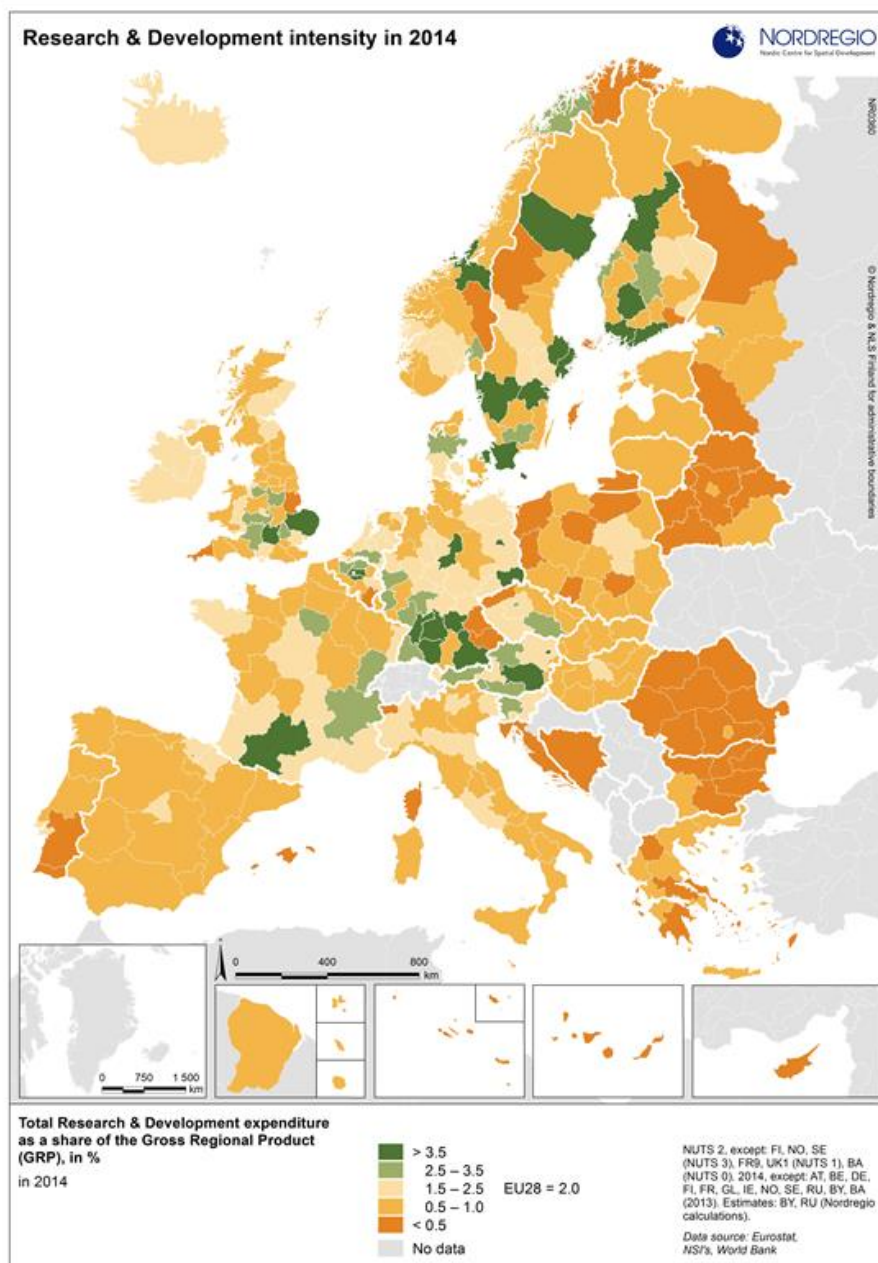 Research & Development intensity in 2014
NORDREGIO
Nordic Centre for Spatial Development
NR0360
© Nordregio & NLS Finland for administrative boundaries
0 400 800
km
0 750 1 500
km
Total Research & Development expenditure
as a share of the Gross Regional Product
(GRP), in %
in 2014
> 3.5
2.5 – 3.5
1.5 – 2.5 EU28 = 2.0
0.5 – 1.0
< 0.5
No data
NUTS 2, except: FI, NO, SE
(NUTS 3), FR9, UK1 (NUTS 1), BA
(NUTS 0). 2014, except: AT, BE, DE,
FI, FR, GL, IE, NO, SE, RU, BY, BA
(2013). Estimates: BY, RU (Nordregio
calculations).
Data source: Eurostat,
NSI's, World Bank